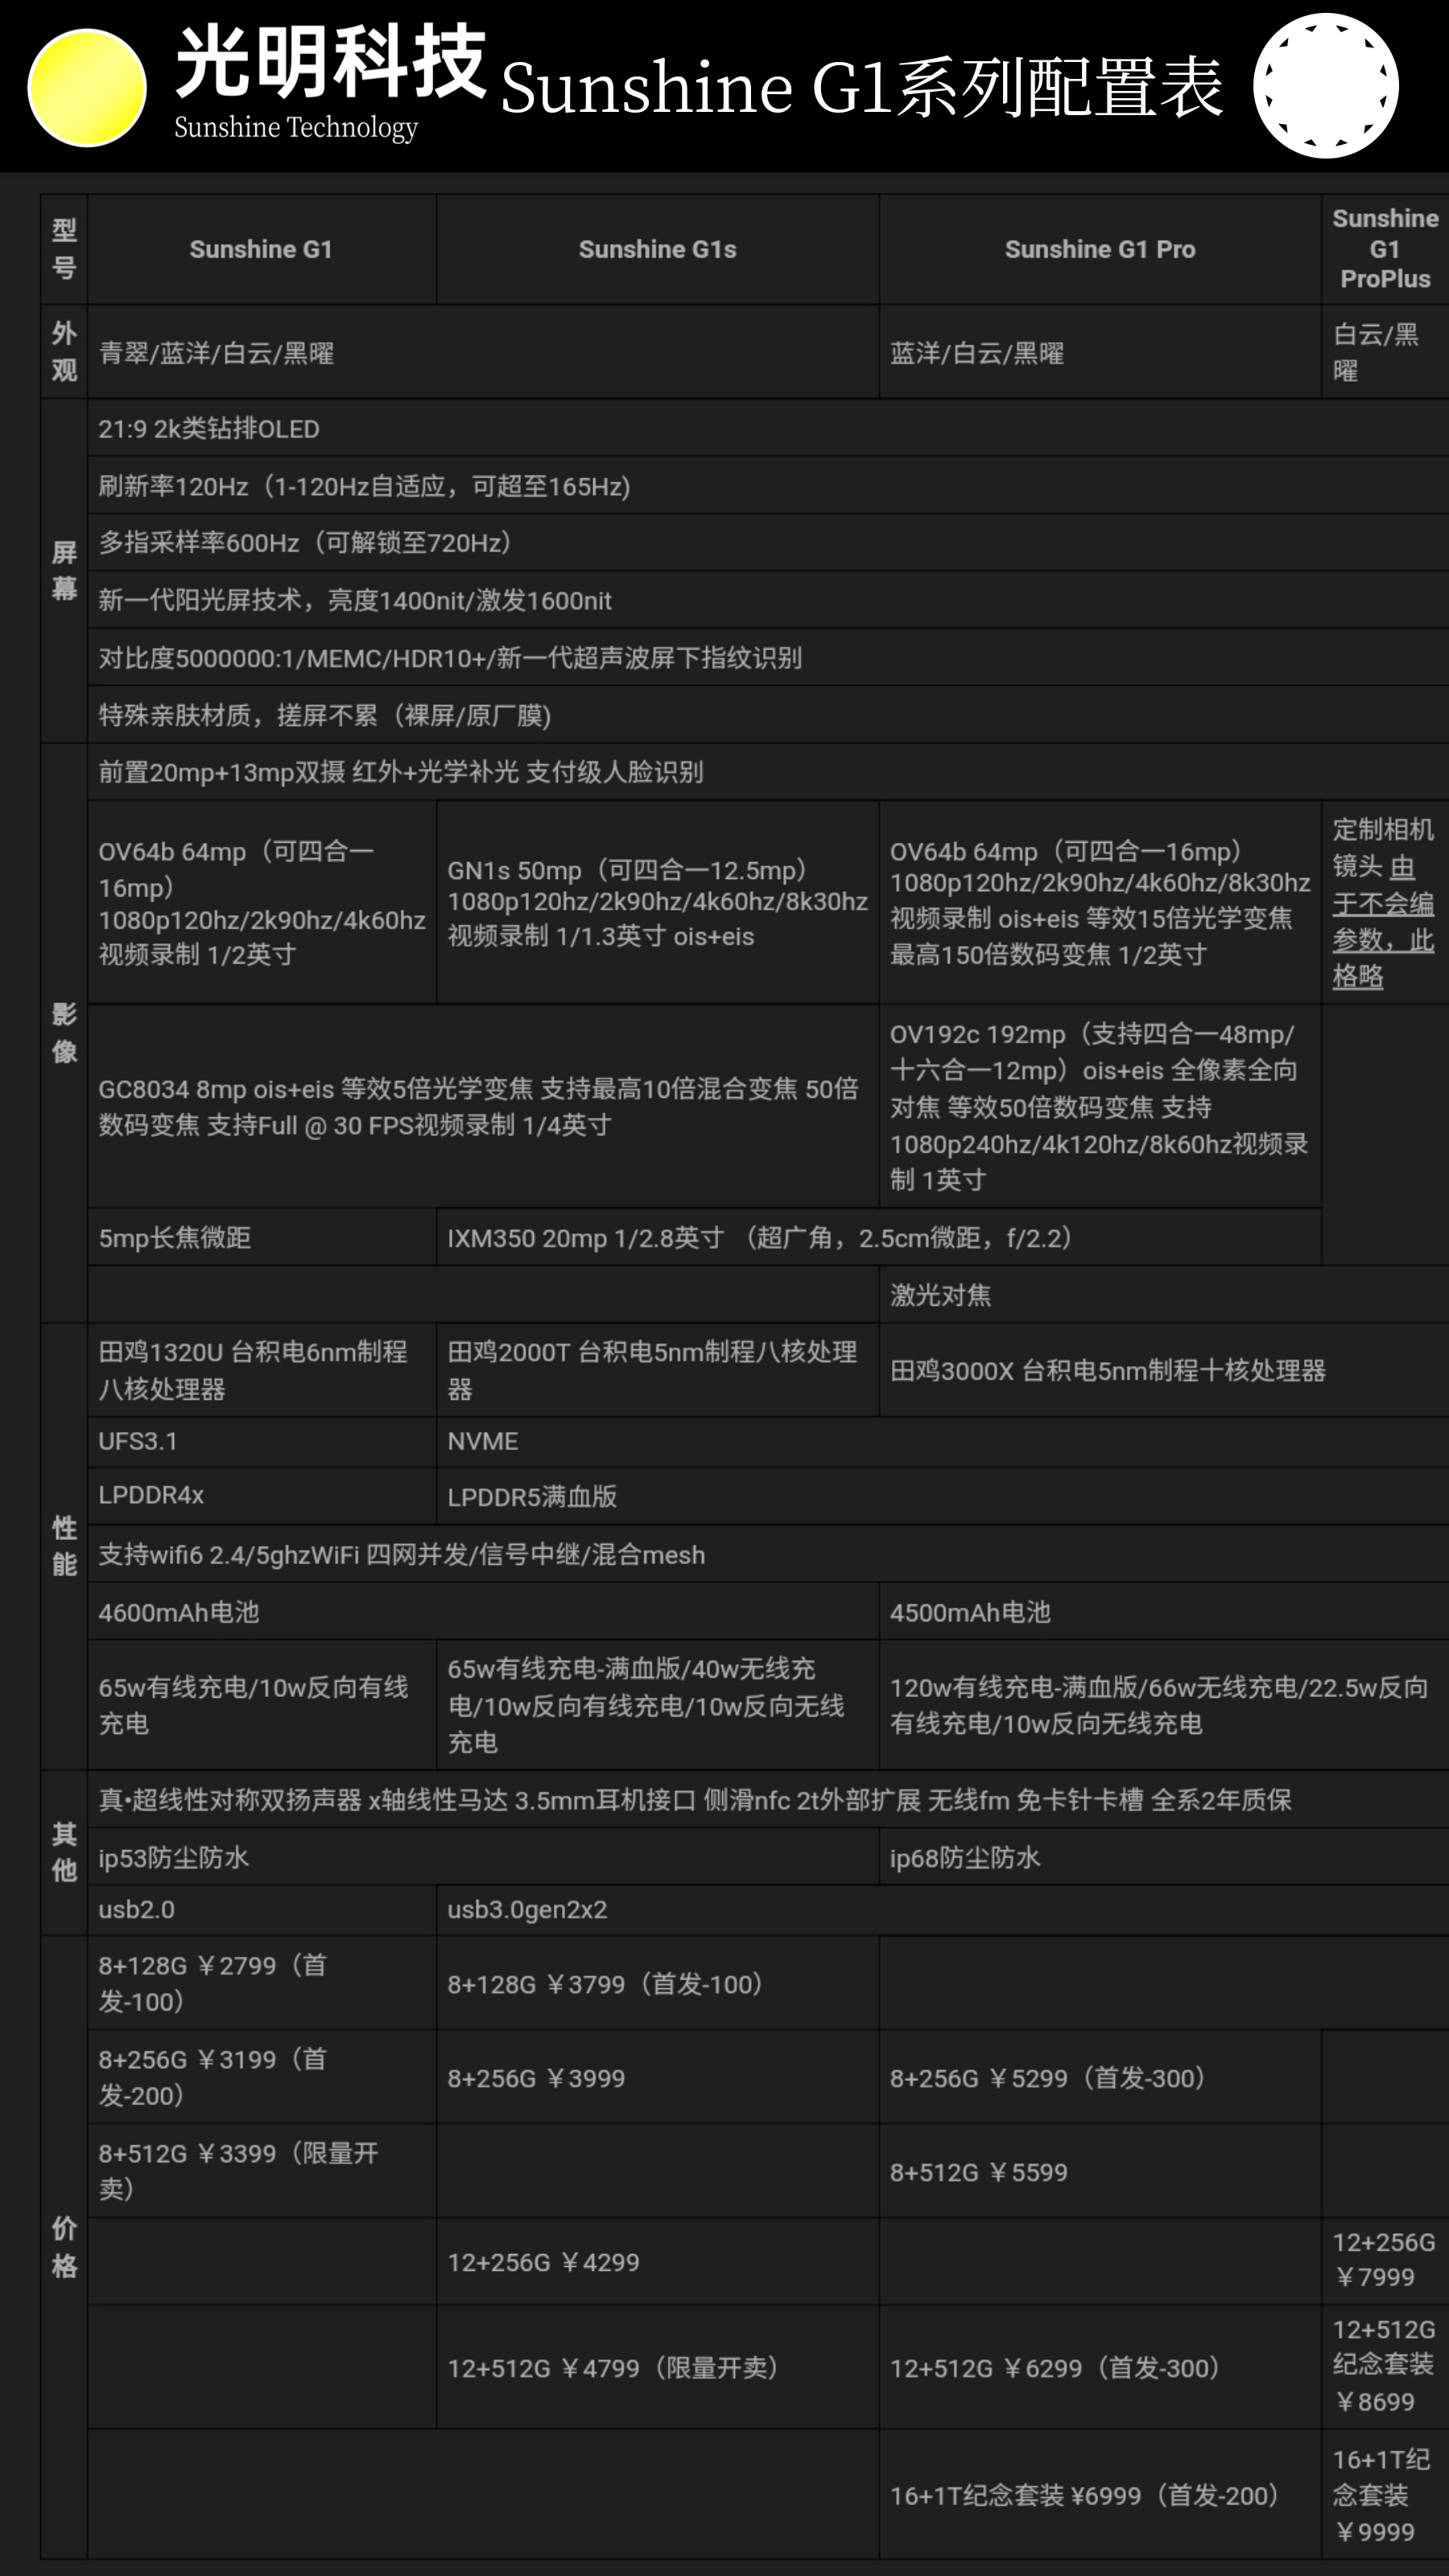 光明科技
Sunshine Technology
Sunshine G1系列配置表
型
号
Sunshine G1
Sunshine G1s
Sunshine G1 Pro
Sunshine
G1
ProPlus
外
观
青翠/蓝洋/白云/黑曜
蓝洋/白云/黑曜
白云/黑
曜
屏
幕
21:9 2k类钻排OLED
刷新率120Hz（1-120Hz自适应，可超至165Hz)
多指采样率600Hz（可解锁至720Hz）
新一代阳光屏技术，亮度1400nit/激发1600nit
对比度5000000:1/MEMC/HDR10+/新一代超声波屏下指纹识别
特殊亲肤材质，搓屏不累（裸屏/原厂膜)
影
像
前置20mp+13mp双摄 红外+光学补光 支付级人脸识别
OV64b 64mp（可四合一
16mp）
1080p120hz/2k90hz/4k60hz
视频录制 1/2英寸
GN1s 50mp（可四合一12.5mp）
1080p120hz/2k90hz/4k60hz/8k30hz
视频录制 1/1.3英寸 ois+eis
OV64b 64mp（可四合一16mp）
1080p120hz/2k90hz/4k60hz/8k30hz
视频录制 ois+eis 等效15倍光学变焦
最高150倍数码变焦 1/2英寸
定制相机
镜头 由
于不会编
参数，此
格略
GC8034 8mp ois+eis 等效5倍光学变焦 支持最高10倍混合变焦 50倍
数码变焦 支持Full @ 30 FPS视频录制 1/4英寸
OV192c 192mp（支持四合一48mp/
十六合一12mp）ois+eis 全像素全向
对焦 等效50倍数码变焦 支持
1080p240hz/4k120hz/8k60hz视频录
制 1英寸
5mp长焦微距
IXM350 20mp 1/2.8英寸 （超广角，2.5cm微距，f/2.2）
激光对焦
性
能
田鸡1320U 台积电6nm制程
八核处理器
田鸡2000T 台积电5nm制程八核处理
器
田鸡3000X 台积电5nm制程十核处理器
UFS3.1
NVME
LPDDR4x
LPDDR5满血版
支持wifi6 2.4/5ghzWiFi 四网并发/信号中继/混合mesh
4600mAh电池
4500mAh电池
65w有线充电/10w反向有线
充电
65w有线充电-满血版/40w无线充
电/10w反向有线充电/10w反向无线
充电
120w有线充电-满血版/66w无线充电/22.5w反向
有线充电/10w反向无线充电
其
他
真•超线性对称双扬声器 x轴线性马达 3.5mm耳机接口 侧滑nfc 2t外部扩展 无线fm 免卡针卡槽 全系2年质保
ip53防尘防水
ip68防尘防水
usb2.0
usb3.0gen2x2
价
格
8+128G ￥2799（首
发-100）
8+128G ￥3799（首发-100）
8+256G ￥3199（首
发-200）
8+256G ￥3999
8+256G ￥5299（首发-300）
8+512G ￥3399（限量开
卖）
8+512G ￥5599
12+256G ￥4299
12+256G
￥7999
12+512G ￥4799（限量开卖）
12+512G ￥6299（首发-300）
12+512G
纪念套装
￥8699
16+1T纪念套装 ¥6999（首发-200）
16+1T纪
念套装
￥9999